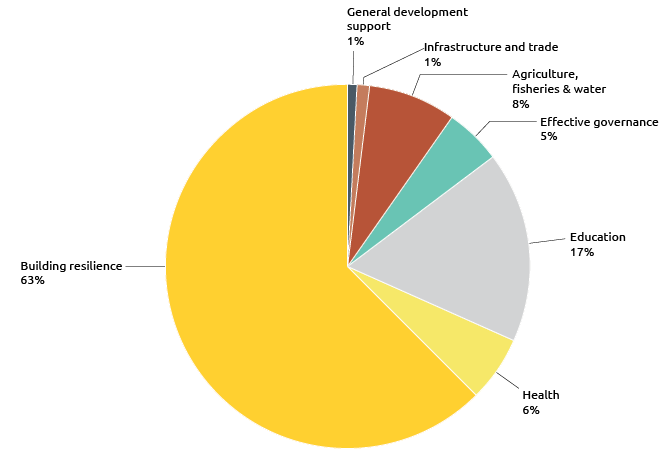 General development
support
1%
Infrastructure and trade
1%
Agriculture,
fisheries & water
8%
Effective governance
5%
Education
17%
Building resilience
63%
Health
6%